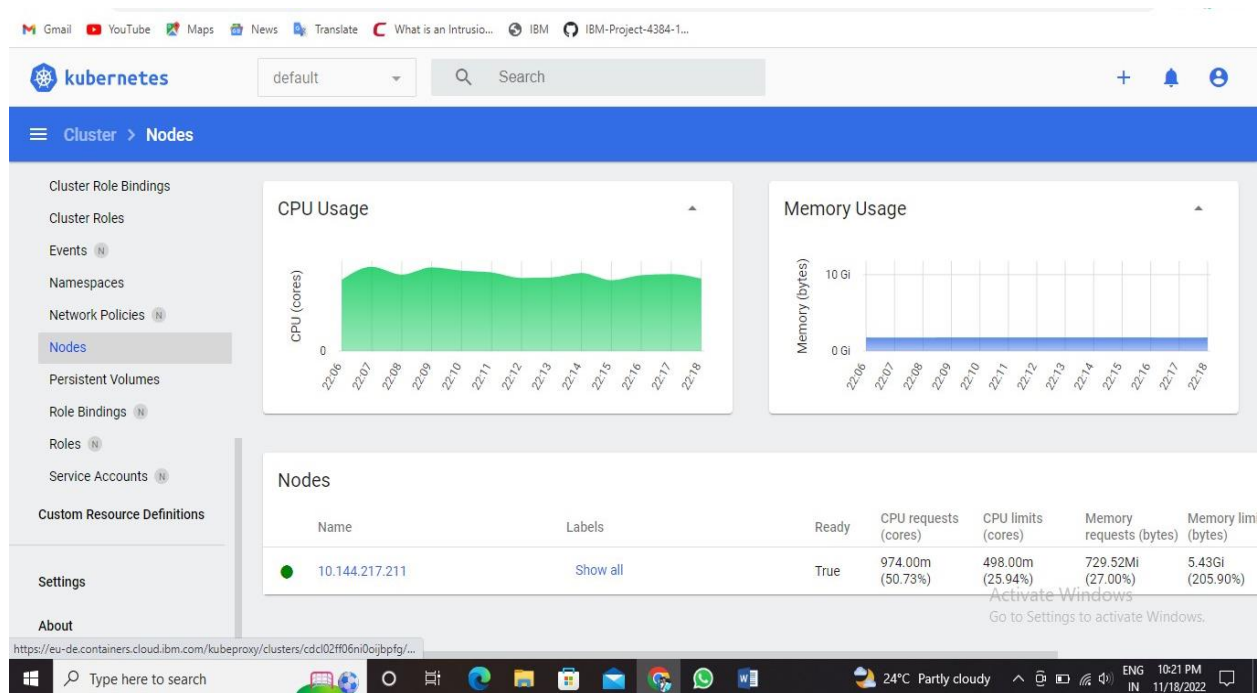 Gmail YouTube Maps News Translate What is an Intrusio... IBM IBM-Project-4384-1...
kubernetes default Search
Cluster > Nodes
Cluster Role Bindings
Cluster Roles
Events N
Namespaces
Network Policies N
Nodes
Persistent Volumes
Role Bindings N
Roles N
Service Accounts N
Custom Resource Definitions
Settings
About
CPU Usage
CPU (cores)
0
22:06 22:07 22:08 22:09 22:10 22:11 22:12 22:13 22:14 22:15 22:16 22:17 22:18
Memory Usage
Memory (bytes)
10 Gi
0 Gi
22:06 22:07 22:08 22:09 22:10 22:11 22:12 22:13 22:14 22:15 22:16 22:17 22:18
Nodes
Name Labels Ready CPU requests (cores) CPU limits (cores) Memory requests (bytes) Memory limi (bytes)
10.144.217.211 Show all True 974.00m (50.73%) 498.00m (25.94%) 729.52Mi (27.00%) 5.43Gi (205.90%)
Activate Windows
Go to Settings to activate Windows.
https://eu-de.containers.cloud.ibm.com/kubeproxy/clusters/cdcl02ff06ni0oijbpfg/...
Type here to search 24°C Partly cloudy ENG IN 10:21 PM 11/18/2022